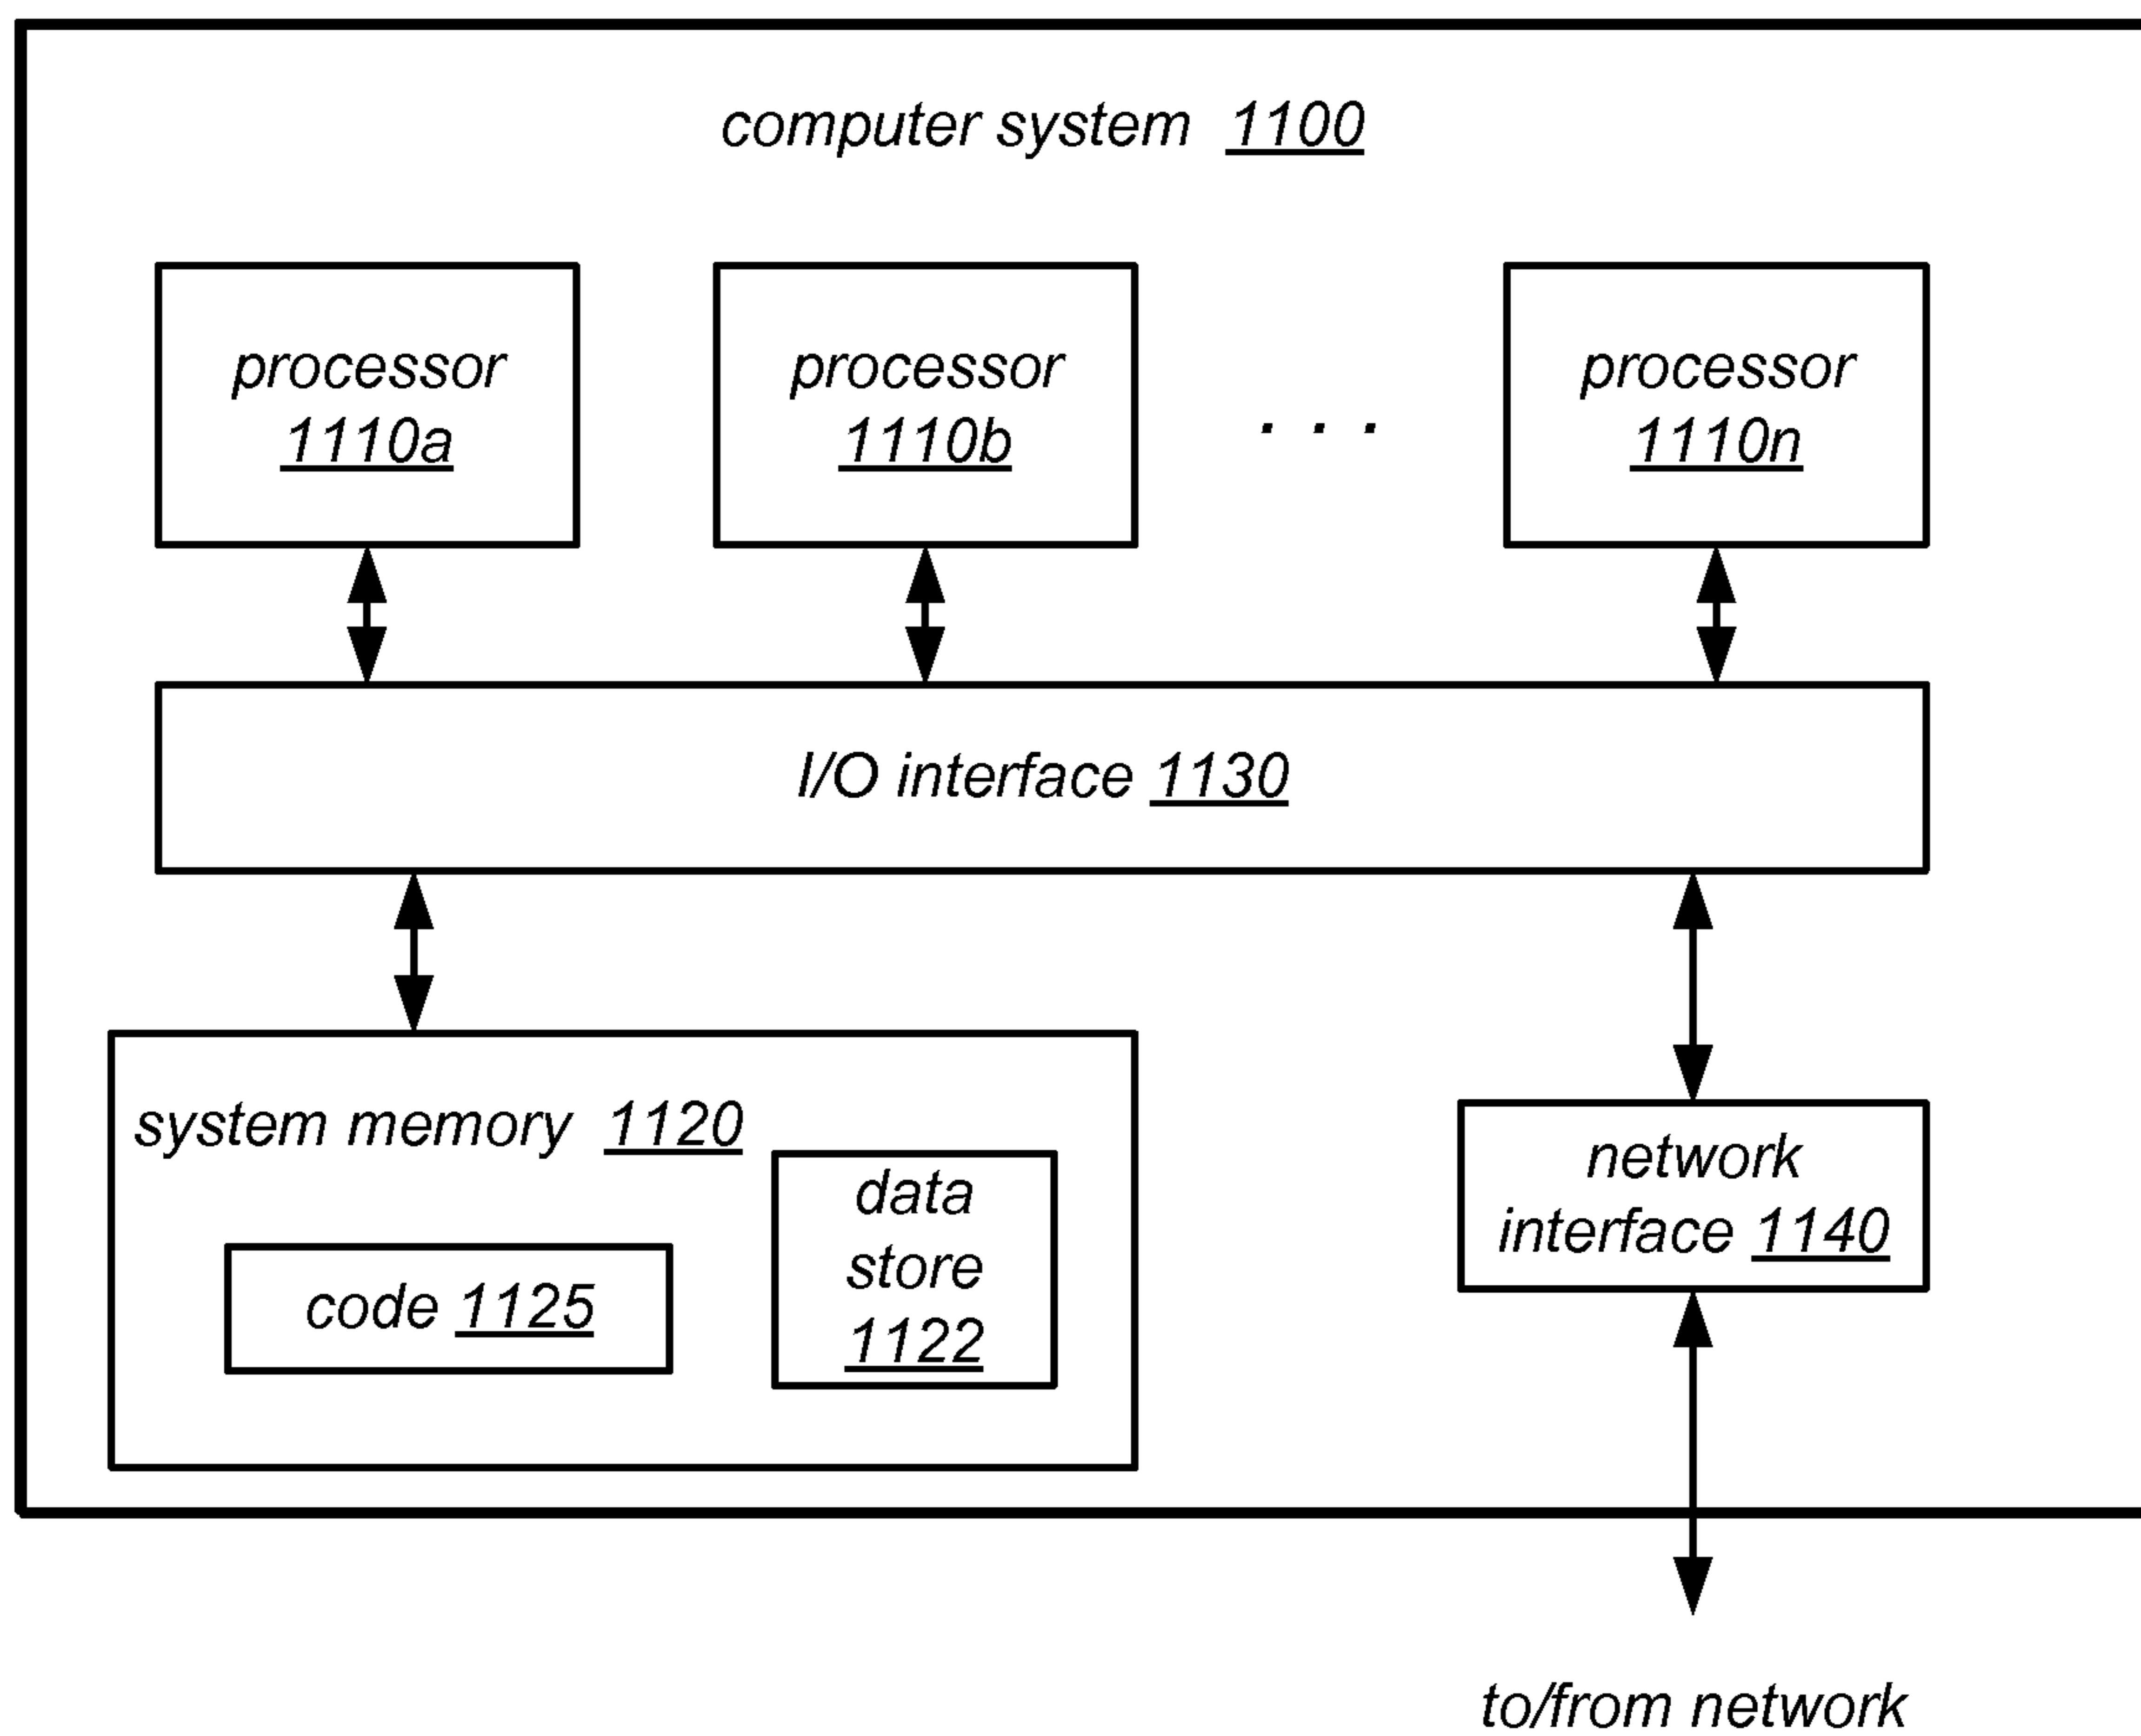 computer system 1100
processor
1110a
processor
1110b
. . .
processor
1110n
I/O interface 1130
system memory 1120
data
store
1122
code 1125
network
interface 1140
to/from network